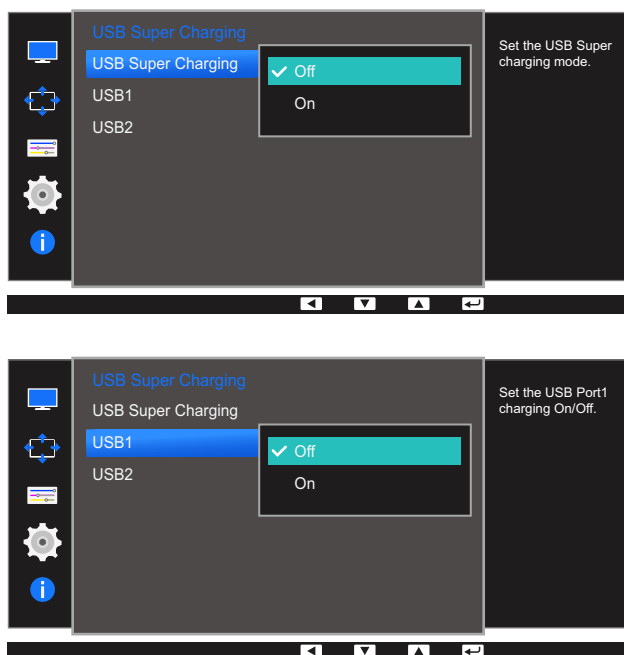 USB Super Charging
USB Super Charging
Off
USB1
On
USB2
Set the USB Super
charging mode.
USB Super Charging
USB Super Charging
USB1
Off
USB2
On
Set the USB Port1
charging On/Off.